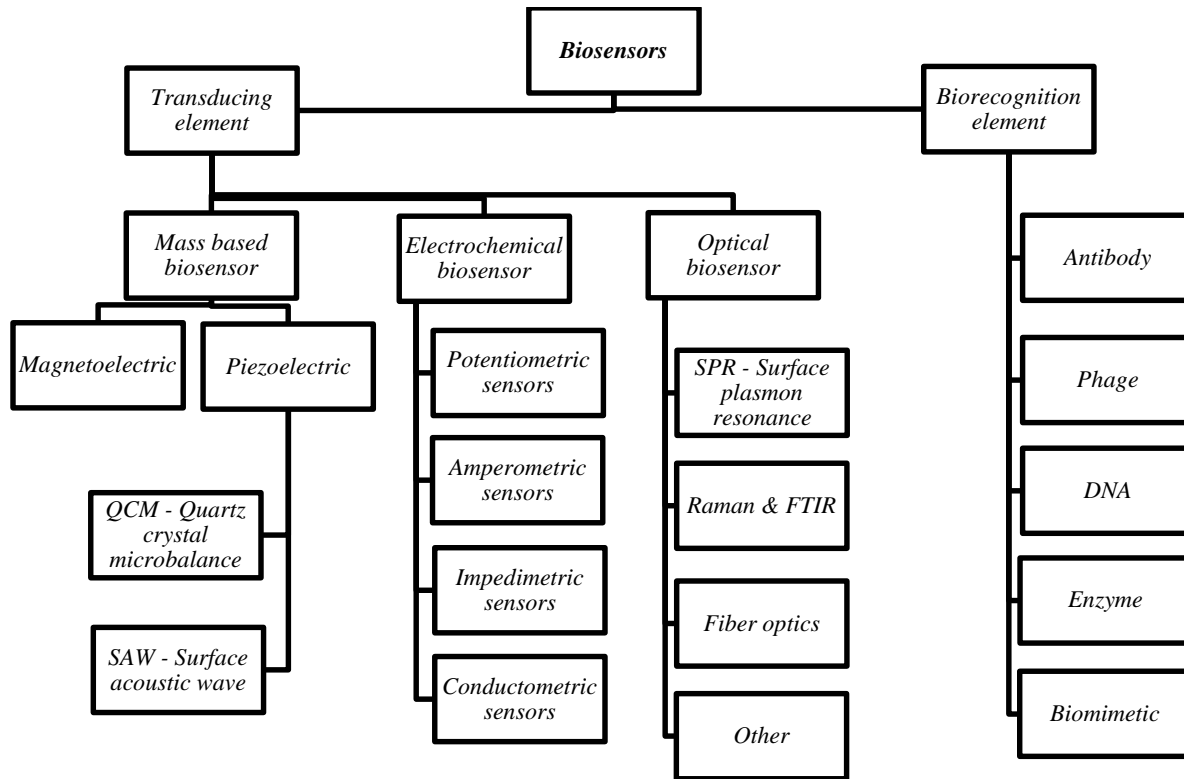 Biosensors
Transducing
element
Biorecognition
element
Mass based
biosensor
Electrochemical
biosensor
Optical
biosensor
Magnetoelectric
Piezoelectric
QCM - Quartz
crystal
microbalance
SAW - Surface
acoustic wave
Potentiometric
sensors
Amperometric
sensors
Impedimetric
sensors
Conductometric
sensors
SPR - Surface
plasmon
resonance
Raman & FTIR
Fiber optics
Other
Antibody
Phage
DNA
Enzyme
Biomimetic